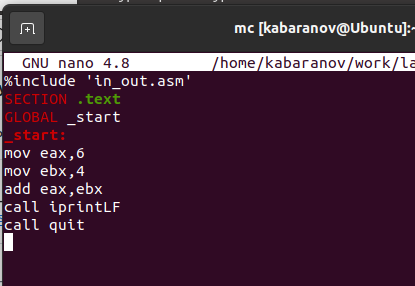 mc [kabaranov@Ubuntu]:~
GNU nano 4.8 /home/kabaranov/work/la
%include 'in_out.asm'
SECTION .text
GLOBAL _start
_start:
mov eax,6
mov ebx,4
add eax,ebx
call iprintLF
call quit